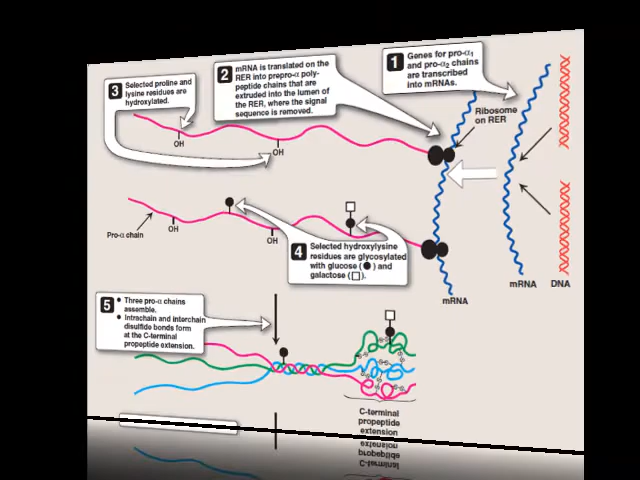 1 Genes for pro-α1
and pro-α2 chains
are transcribed
into mRNAs.
2 mRNA is translated on the
RER into prepro-α poly-
peptide chains that are
extruded into the lumen of
the RER, where the signal
sequence is removed.
3 Selected proline and
lysine residues are
hydroxylated.
Ribosome
on RER
OH
OH
Pro-α chain
OH
OH
4 Selected hydroxylysine
residues are glycosylated
with glucose (●) and
galactose (□).
mRNA
mRNA
DNA
5 • Three pro-α chains
assemble.
• Intrachain and interchain
disulfide bonds form
at the C-terminal
propeptide extension.
C-terminal
propeptide
extension